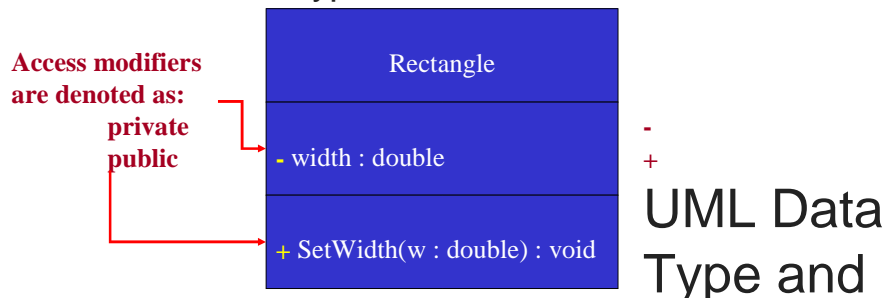 Rectangle
Access modifiers
are denoted as:
private
public
- width : double
+ SetWidth(w : double) : void
-
+
UML Data
Type and